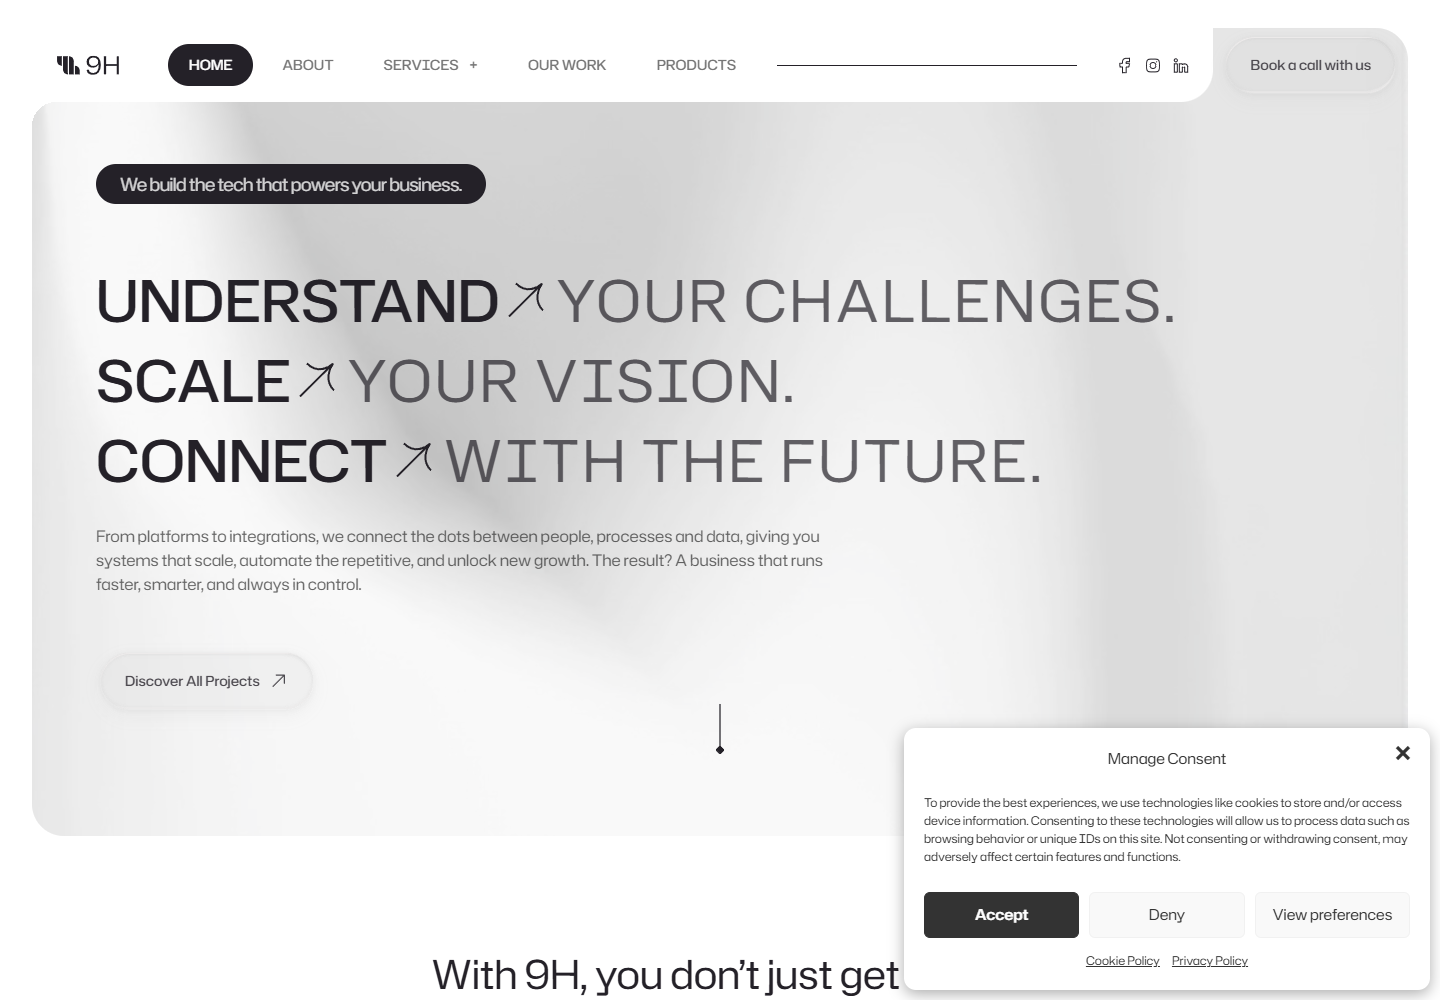 9H
HOME
ABOUT
SERVICES +
OUR WORK
PRODUCTS
Book a call with us
We build the tech that powers your business.
UNDERSTAND YOUR CHALLENGES.
SCALE YOUR VISION.
CONNECT WITH THE FUTURE.
From platforms to integrations, we connect the dots between people, processes and data, giving you
systems that scale, automate the repetitive, and unlock new growth. The result? A business that runs
faster, smarter, and always in control.
Discover All Projects
With 9H, you don’t just get
Manage Consent
To provide the best experiences, we use technologies like cookies to store and/or access
device information. Consenting to these technologies will allow us to process data such as
browsing behavior or unique IDs on this site. Not consenting or withdrawing consent, may
adversely affect certain features and functions.
Accept
Deny
View preferences
Cookie Policy
Privacy Policy